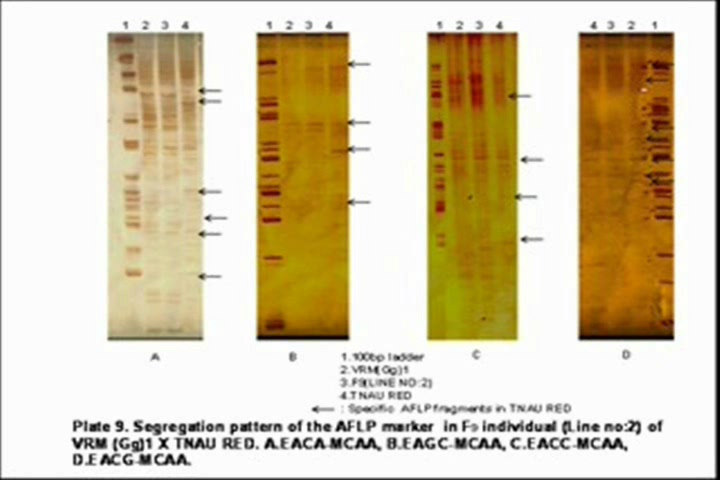 1 2 3 4
1 2 3 4
1 2 3 4
4 3 2 1
A
B
C
D
1.100bp ladder
2.VRM(Gg)1
3.F9(LINE NO:2)
4.TNAU RED
: Specific AFLP fragments in TNAU RED
Plate 9. Segregation pattern of the AFLP marker in F9 individual (Line no:2) of
VRM (Gg)1 X TNAU RED. A.EACA-MCAA, B.EAGC-MCAA, C.EACC-MCAA,
D.EACG-MCAA.